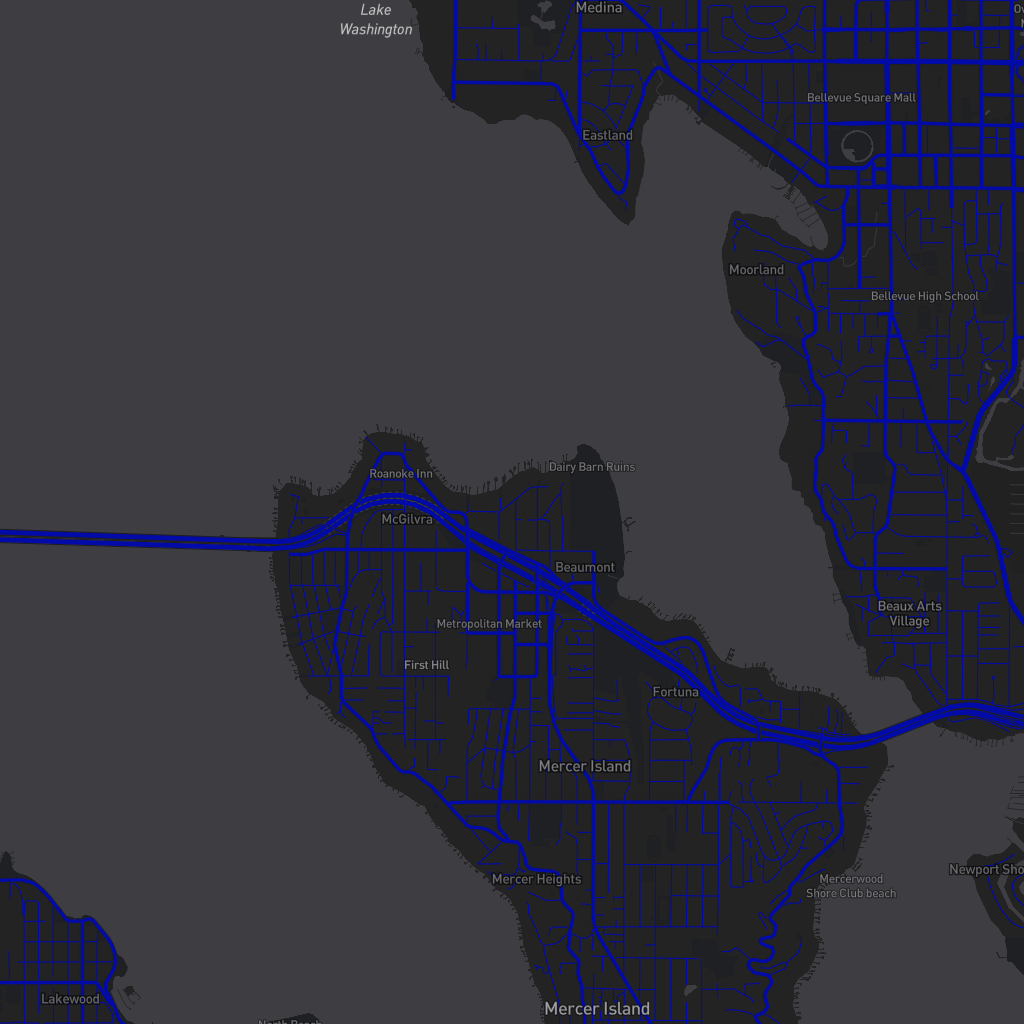 Lake
Washington
Medina
Bellevue Square Mall
Eastland
Moorland
Bellevue High School
Dairy Barn Ruins
Roanoke Inn
McGilvra
Beaumont
Beaux Arts
Village
Metropolitan Market
First Hill
Fortuna
Mercer Island
Mercer Heights
Mercerwood
Shore Club beach
Newport Sho
Lakewood
Mercer Island
North Beach